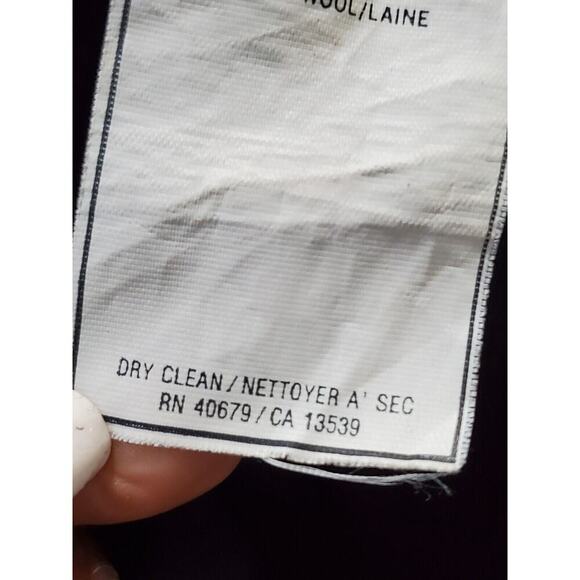 WOOL/LAINE
DRY CLEAN / NETTOYER A' SEC
RN 40679 / CA 13539